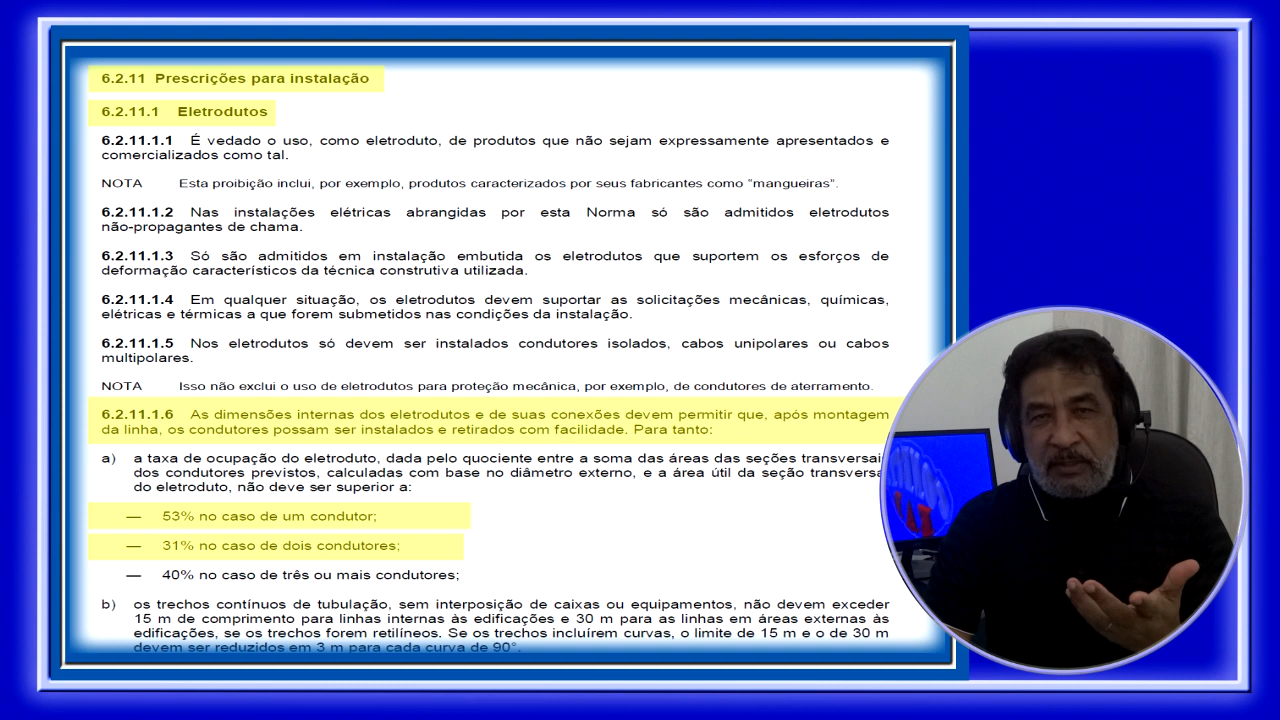 6.2.11 Prescrições para instalação
6.2.11.1 Eletrodutos
6.2.11.1.1 É vedado o uso, como eletroduto, de produtos que não sejam expressamente apresentados e
comercializados como tal.
NOTA Esta proibição inclui, por exemplo, produtos caracterizados por seus fabricantes como "mangueiras".
6.2.11.1.2 Nas instalações elétricas abrangidas por esta Norma só são admitidos eletrodutos
não-propagantes de chama.
6.2.11.1.3 Só são admitidos em instalação embutida os eletrodutos que suportem os esforços de
deformação característicos da técnica construtiva utilizada.
6.2.11.1.4 Em qualquer situação, os eletrodutos devem suportar as solicitações mecânicas, químicas,
elétricas e térmicas a que forem submetidos nas condições da instalação.
6.2.11.1.5 Nos eletrodutos só devem ser instalados condutores isolados, cabos unipolares ou cabos
multipolares.
NOTA Isso não exclui o uso de eletrodutos para proteção mecânica, por exemplo, de condutores de aterramento.
6.2.11.1.6 As dimensões internas dos eletrodutos e de suas conexões devem permitir que, após montagem
da linha, os condutores possam ser instalados e retirados com facilidade. Para tanto:
a) a taxa de ocupação do eletroduto, dada pelo quociente entre a soma das áreas das seções transversai
dos condutores previstos, calculadas com base no diâmetro externo, e a área útil da seção transversa
do eletroduto, não deve ser superior a:
— 53% no caso de um condutor;
— 31% no caso de dois condutores;
— 40% no caso de três ou mais condutores;
b) os trechos contínuos de tubulação, sem interposição de caixas ou equipamentos, não devem exceder
15 m de comprimento para linhas internas às edificações e 30 m para as linhas em áreas externas às
edificações, se os trechos forem retilíneos. Se os trechos incluírem curvas, o limite de 15 m e o de 30 m
devem ser reduzidos em 3 m para cada curva de 90°.